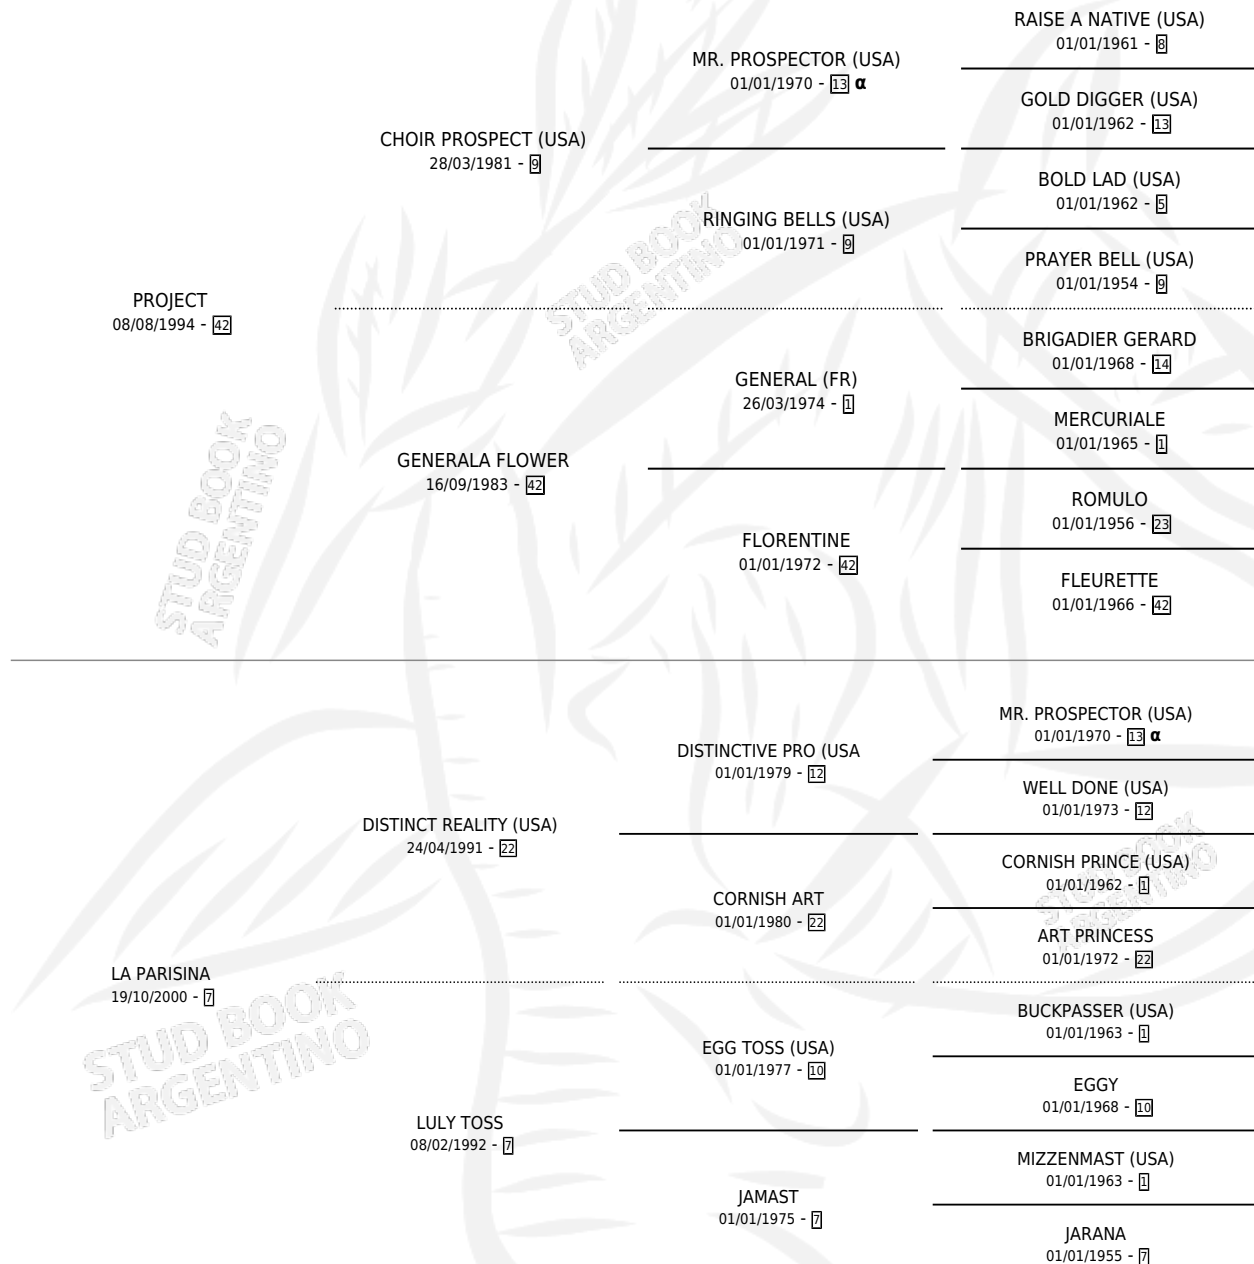 RAISE A NATIVE (USA)
01/01/1961 - 8
MR. PROSPECTOR (USA)
01/01/1970 - 13 α
GOLD DIGGER (USA)
01/01/1962 - 13
CHOIR PROSPECT (USA)
28/03/1981 - 9
BOLD LAD (USA)
01/01/1962 - 5
RINGING BELLS (USA)
01/01/1971 - 9
PRAYER BELL (USA)
01/01/1954 - 9
STUD BOOK
ARGENTINO
PROJECT
08/08/1994 - 42
BRIGADIER GERARD
01/01/1968 - 14
GENERAL (FR)
26/03/1974 - 1
MERCURIALE
01/01/1965 - 1
GENERALA FLOWER
16/09/1983 - 42
ROMULO
01/01/1956 - 23
FLORENTINE
01/01/1972 - 42
FLEURETTE
01/01/1966 - 42
STUD BOOK
ARGENTINO
MR. PROSPECTOR (USA)
01/01/1970 - 13 α
DISTINCTIVE PRO (USA
01/01/1979 - 12
WELL DONE (USA)
01/01/1973 - 12
DISTINCT REALITY (USA)
24/04/1991 - 22
CORNISH PRINCE (USA)
01/01/1962 - 1
CORNISH ART
01/01/1980 - 22
ART PRINCESS
01/01/1972 - 22
STUD BOOK
ARGENTINO
LA PARISINA
19/10/2000 - 7
BUCKPASSER (USA)
01/01/1963 - 1
EGG TOSS (USA)
01/01/1977 - 10
EGGY
01/01/1968 - 10
LULY TOSS
08/02/1992 - 7
MIZZENMAST (USA)
01/01/1963 - 1
JAMAST
01/01/1975 - 7
JARANA
01/01/1955 - 7
STUD BOOK
ARGENTINO